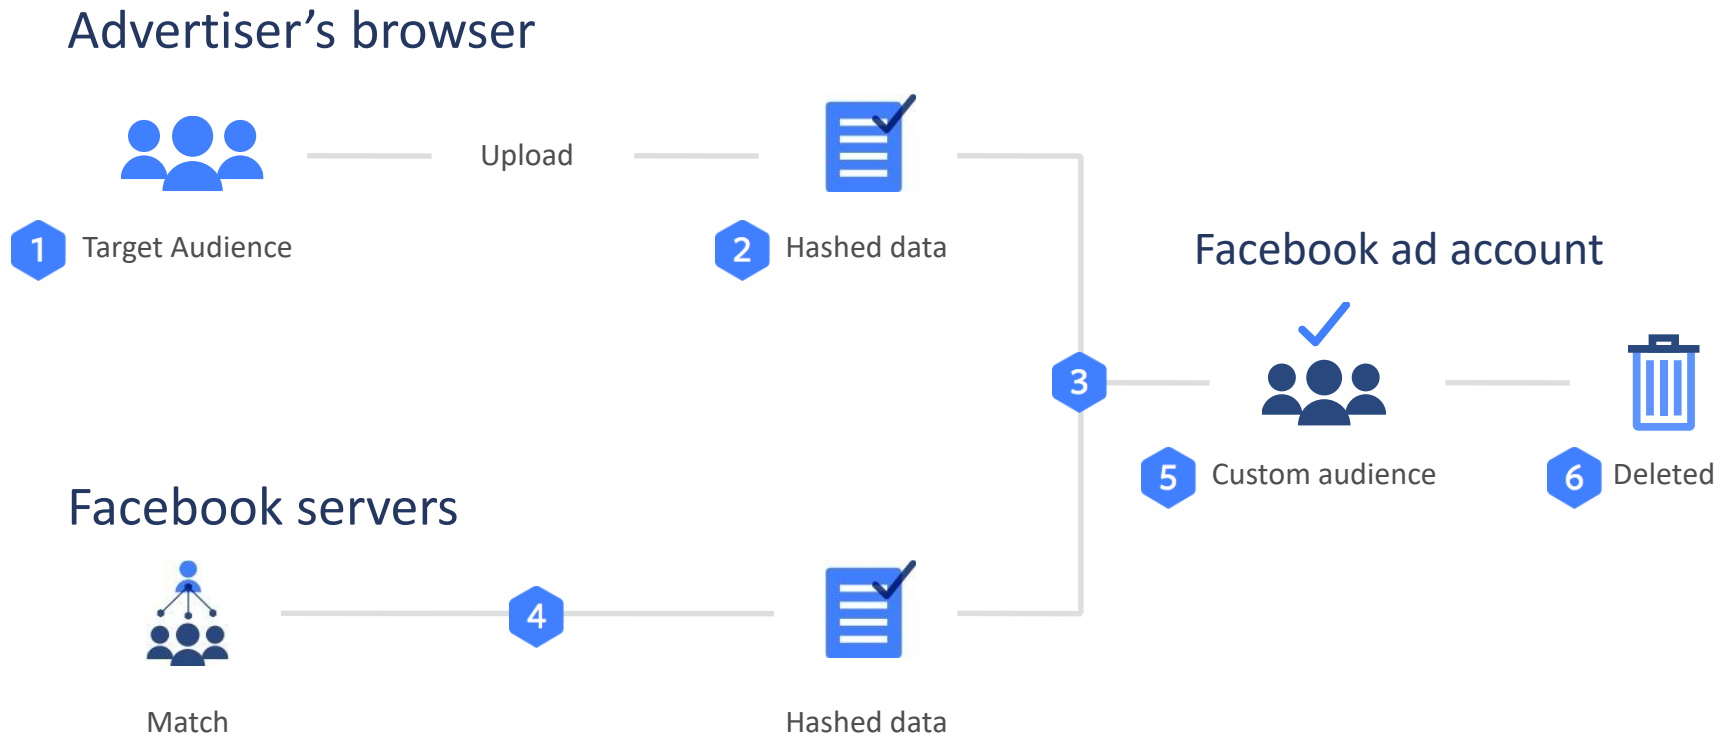 Advertiser's browser
Upload
1 Target Audience
2 Hashed data
Facebook ad account
3
5 Custom audience
6 Deleted
Facebook servers
4
Match
Hashed data